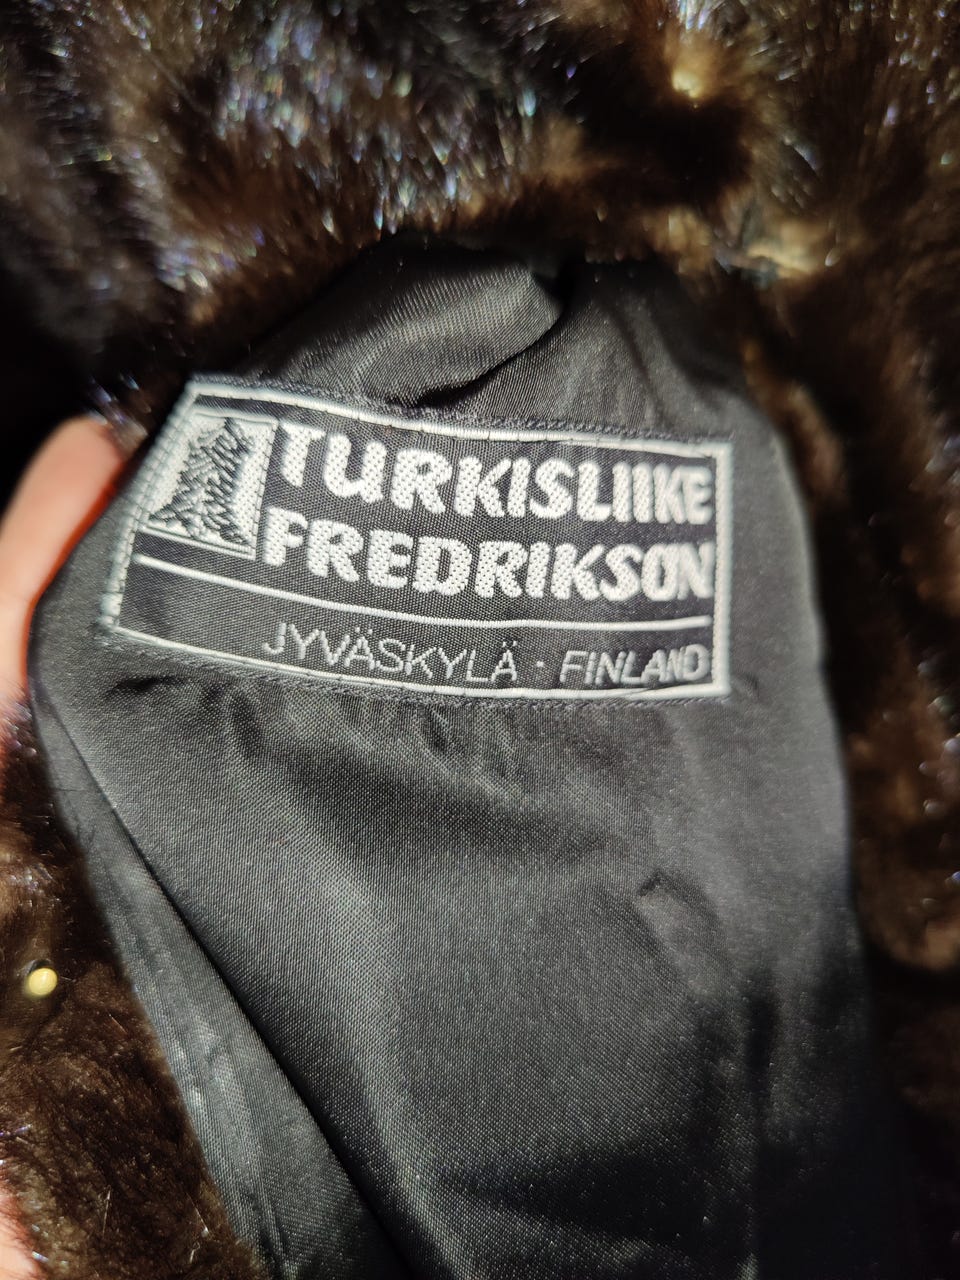 TURKISLIIKE
FREDRIKSON
JYVÄSKYLÄ · FINLAND